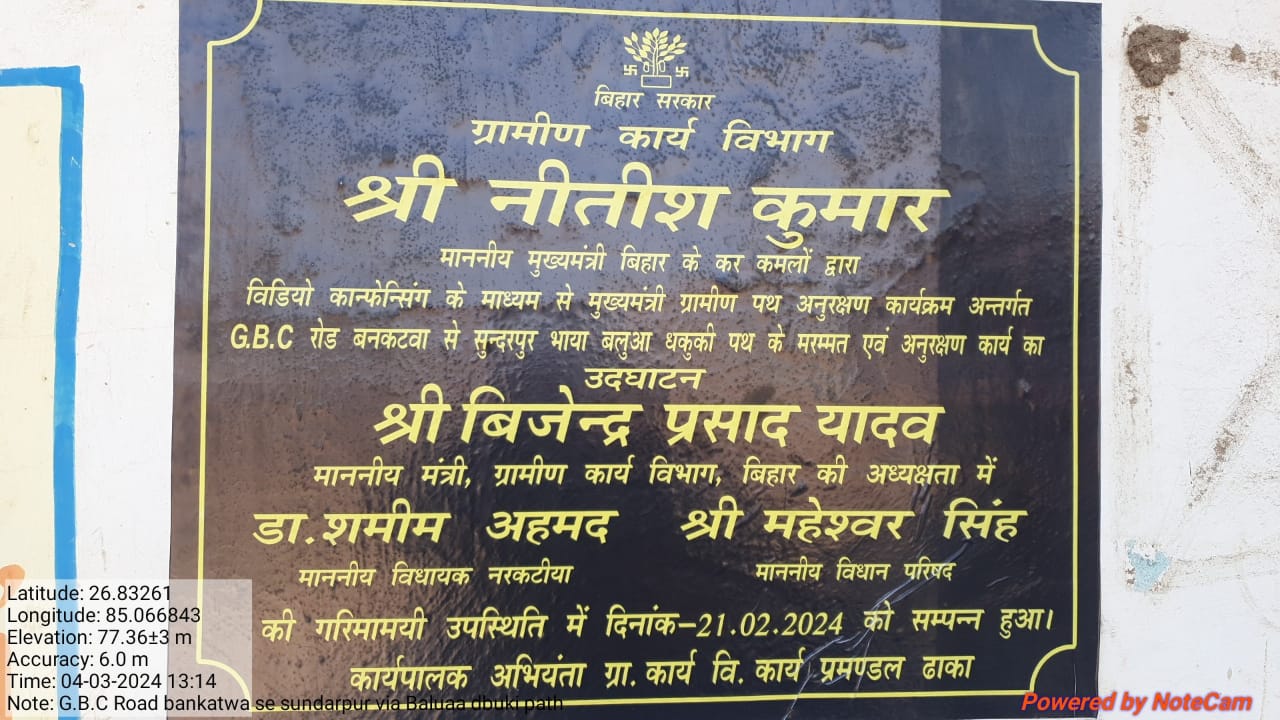 बिहार सरकार
ग्रामीण कार्य विभाग
श्री नीतीश कुमार
माननीय मुख्यमंत्री बिहार के कर कमलों द्वारा
विडियो कान्फेन्सिंग के माध्यम से मुख्यमंत्री ग्रामीण पथ अनुरक्षण कार्यक्रम अन्तर्गत
G.B.C रोड बनकटवा से सुन्दरपुर भाया बलुआ धकुकी पथ के मरम्मत एवं अनुरक्षण कार्य का
उदघाटन
श्री बिजेन्द्र प्रसाद यादव
माननीय मंत्री, ग्रामीण कार्य विभाग, बिहार की अध्यक्षता में
डा.शमीम अहमद श्री महेश्वर सिंह
माननीय विधायक नरकटीया माननीय विधान परिषद
की गरिमामयी उपस्थिति में दिनांक–21.02.2024 को सम्पन्न हुआ।
कार्यपालक अभियंता ग्रा. कार्य वि. कार्य प्रमण्डल ढाका
Latitude: 26.83261
Longitude: 85.066843
Elevation: 77.36±3 m
Accuracy: 6.0 m
Time: 04-03-2024 13:14
Note: G.B.C Road bankatwa se sundarpur via Baluaa dbuki path
Powered by NoteCam